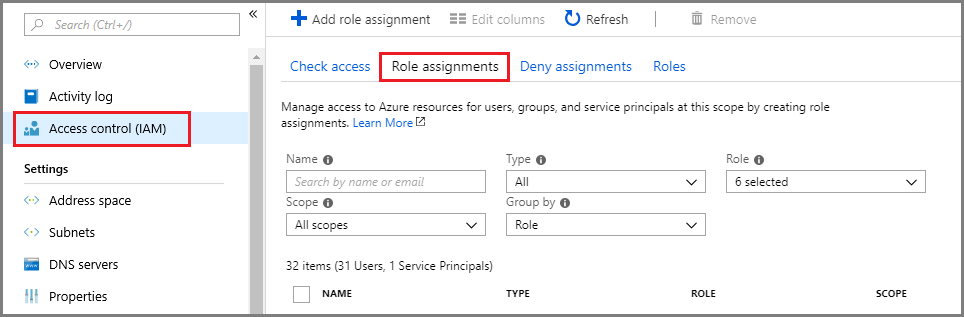 Search (Ctrl+/)
«
Overview
Activity log
Access control (IAM)
Settings
Address space
Subnets
DNS servers
Properties
Add role assignment
Edit columns
Refresh
Remove
Check access
Role assignments
Deny assignments
Roles
Manage access to Azure resources for users, groups, and service principals at this scope by creating role
assignments. Learn More
Name
Search by name or email
Type
All
Role
6 selected
Scope
All scopes
Group by
Role
32 items (31 Users, 1 Service Principals)
NAME TYPE ROLE SCOPE